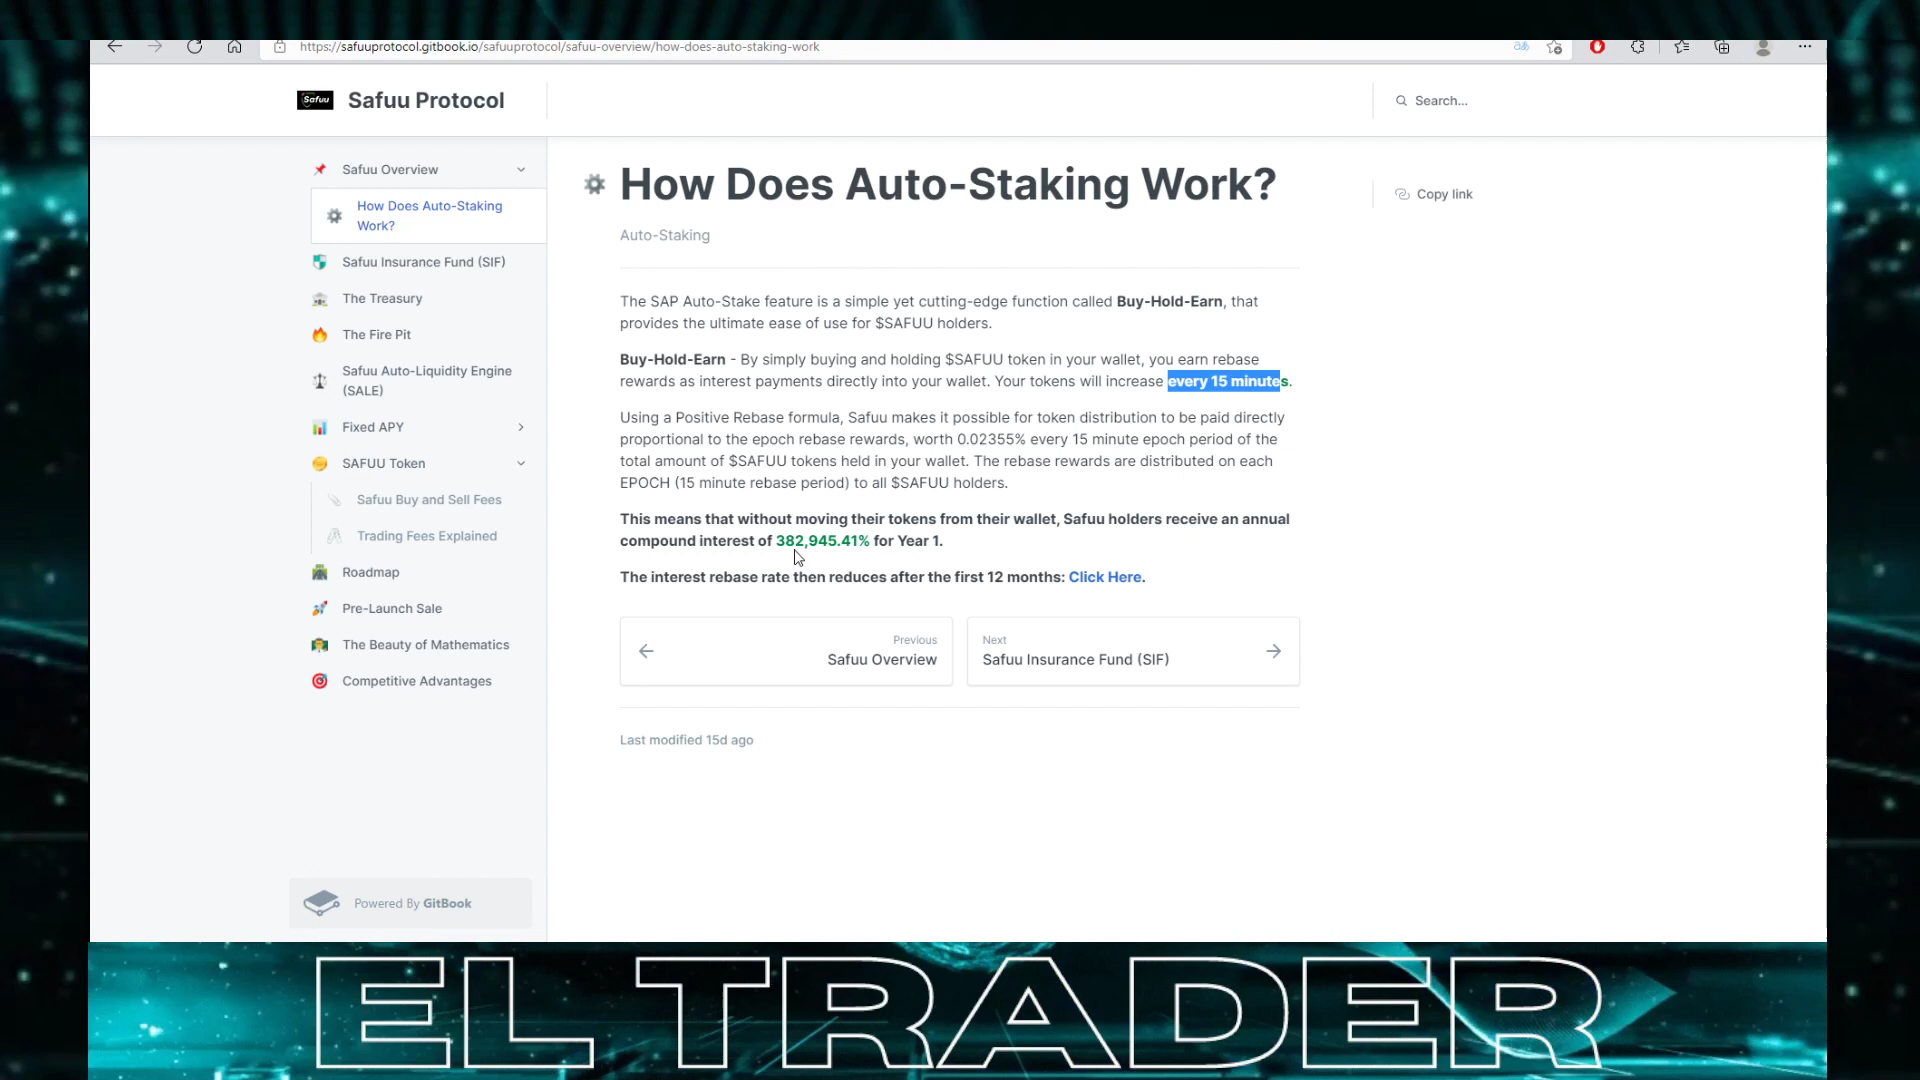 https://safuuprotocol.gitbook.io/safuuprotocol/safuu-overview/how-does-auto-staking-work
Safuu
Safuu Protocol
Search...
Safuu Overview
How Does Auto-Staking
Work?
Safuu Insurance Fund (SIF)
The Treasury
The Fire Pit
Safuu Auto-Liquidity Engine
(SALE)
Fixed APY
SAFUU Token
Safuu Buy and Sell Fees
Trading Fees Explained
Roadmap
Pre-Launch Sale
The Beauty of Mathematics
Competitive Advantages
Powered By GitBook
How Does Auto-Staking Work?
Copy link
Auto-Staking
The SAP Auto-Stake feature is a simple yet cutting-edge function called Buy-Hold-Earn, that
provides the ultimate ease of use for $SAFUU holders.
Buy-Hold-Earn - By simply buying and holding $SAFUU token in your wallet, you earn rebase
rewards as interest payments directly into your wallet. Your tokens will increase every 15 minutes.
Using a Positive Rebase formula, Safuu makes it possible for token distribution to be paid directly
proportional to the epoch rebase rewards, worth 0.02355% every 15 minute epoch period of the
total amount of $SAFUU tokens held in your wallet. The rebase rewards are distributed on each
EPOCH (15 minute rebase period) to all $SAFUU holders.
This means that without moving their tokens from their wallet, Safuu holders receive an annual
compound interest of 382,945.41% for Year 1.
The interest rebase rate then reduces after the first 12 months: Click Here.
Previous
Safuu Overview
Next
Safuu Insurance Fund (SIF)
Last modified 15d ago
EL TRADER